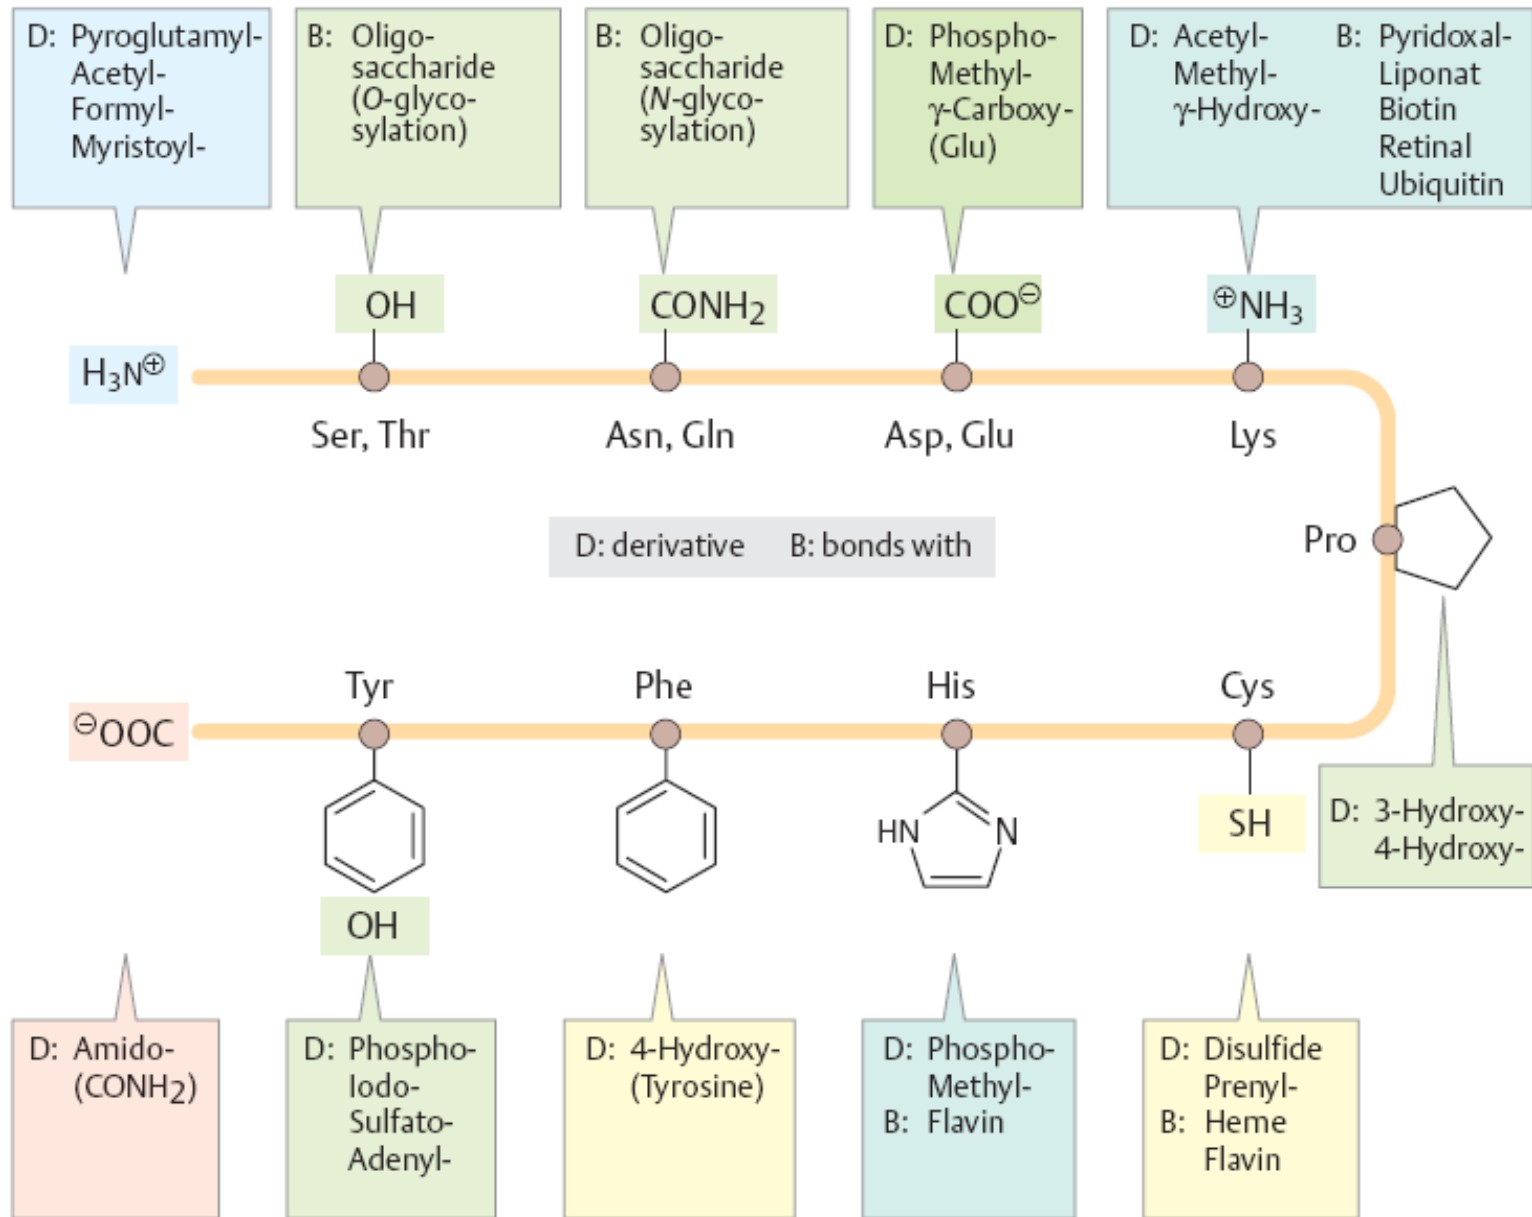 D: Pyroglutamyl-
Acetyl-
Formyl-
Myristoyl-
B: Oligo-
saccharide
(O-glyco-
sylation)
B: Oligo-
saccharide
(N-glyco-
sylation)
D: Phospho-
Methyl-
γ-Carboxy-
(Glu)
D: Acetyl-
Methyl-
γ-Hydroxy-
B: Pyridoxal-
Liponat
Biotin
Retinal
Ubiquitin
OH
CONH₂
COO⊖
⊕NH₃
H₃N⊕
Ser, Thr
Asn, Gln
Asp, Glu
Lys
D: derivative B: bonds with
Pro
Tyr
Phe
His
Cys
⊖OOC
HN
N
SH
D: 3-Hydroxy-
4-Hydroxy-
OH
D: Amido-
(CONH₂)
D: Phospho-
Iodo-
Sulfato-
Adenyl-
D: 4-Hydroxy-
(Tyrosine)
D: Phospho-
Methyl-
B: Flavin
D: Disulfide
Prenyl-
B: Heme
Flavin